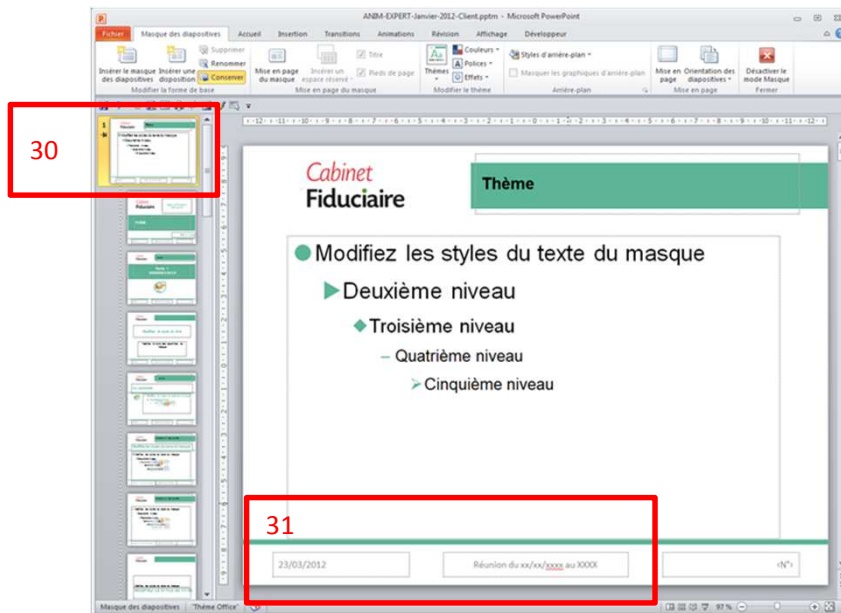 ANIM-EXPERT-Janvier-2012-Client.pptm - Microsoft PowerPoint
Fichier Masque des diapositives Accueil Insertion Transitions Animations Révision Affichage Développeur
Supprimer Titre Couleurs Styles d'arrière-plan
Renommer Polices
Insérer le masque des diapositives Insérer une disposition Conserver Mise en page du masque Insérer un espace réservé Pieds de page Thèmes Effets Masquer les graphiques d'arrière-plan Mise en page Orientation des diapositives Désactiver le mode Masque
Modifier la forme de base Mise en page du masque Modifier le thème Arrière-plan Mise en page Fermer
30
1
Cabinet
Fiduciaire
Thème
Modifiez les styles du texte du masque
Deuxième niveau
Troisième niveau
– Quatrième niveau
Cinquième niveau
31
23/03/2012 Réunion du xx/xx/xxxx au XXXX ‹N°›
Masque des diapositives "Thème Office" 97 %